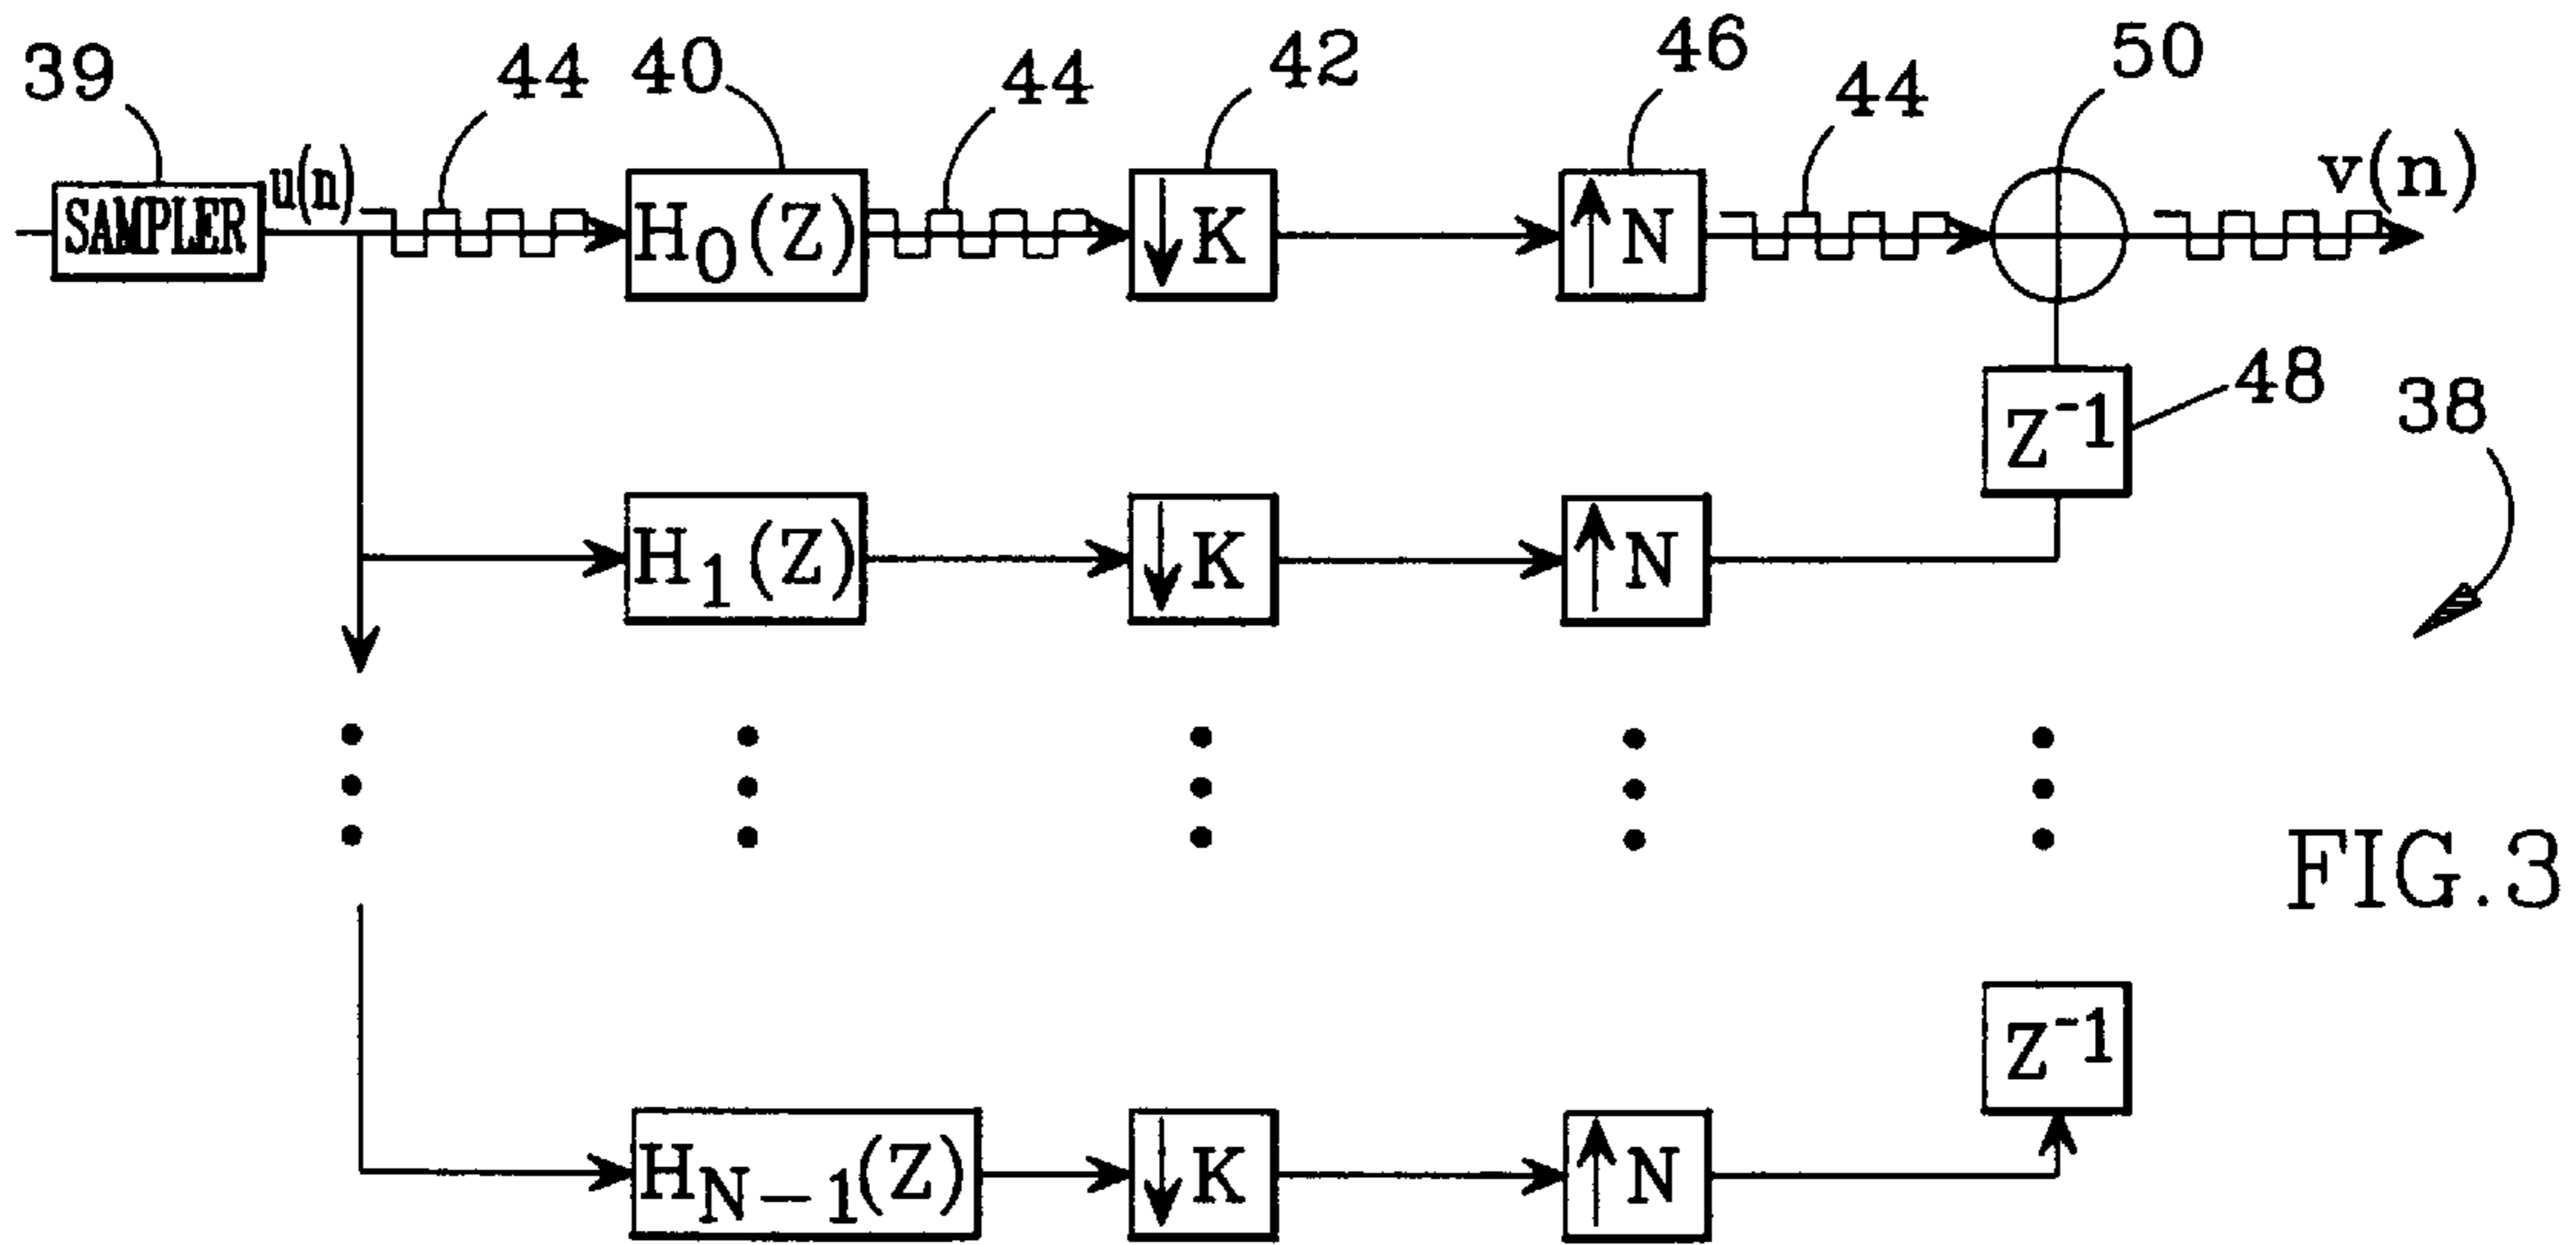 39 44 40 44 42 46 44 50
SAMPLER u(n) H0(Z) ↓K ↑N v(n)
Z-1 48 38
H1(Z) ↓K ↑N
FIG.3
Z-1
HN-1(Z) ↓K ↑N